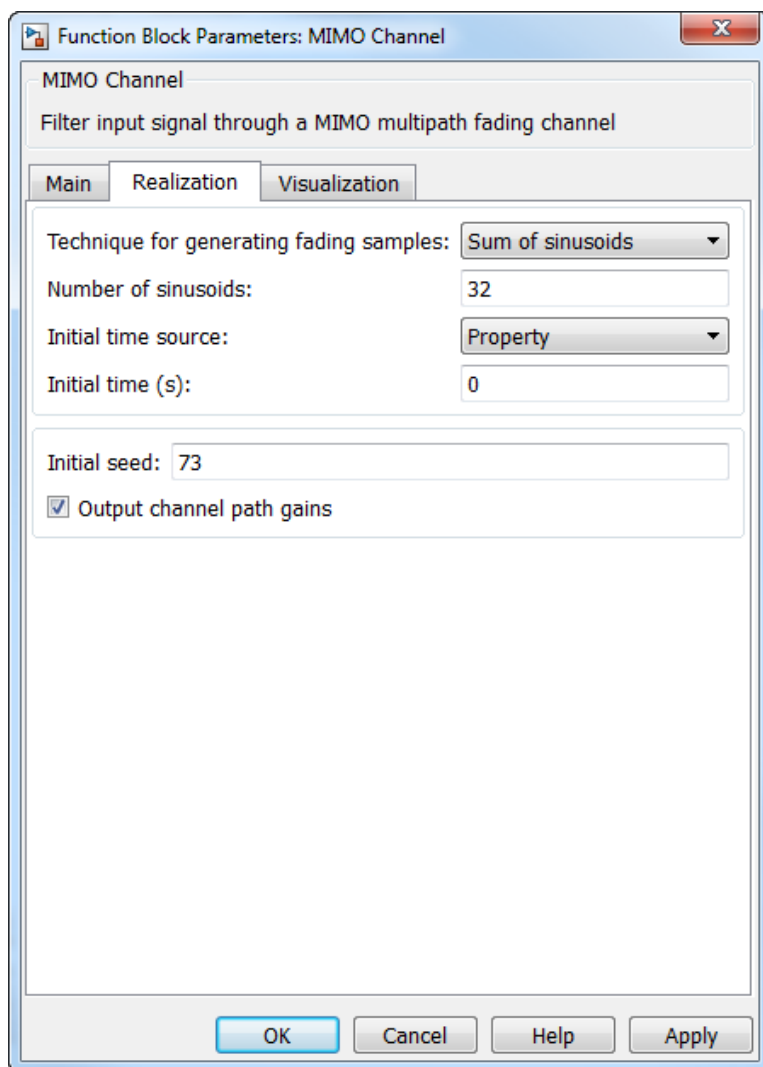 Function Block Parameters: MIMO Channel
MIMO Channel
Filter input signal through a MIMO multipath fading channel
Main Realization Visualization
Technique for generating fading samples: Sum of sinusoids
Number of sinusoids: 32
Initial time source: Property
Initial time (s): 0
Initial seed: 73
Output channel path gains
OK Cancel Help Apply